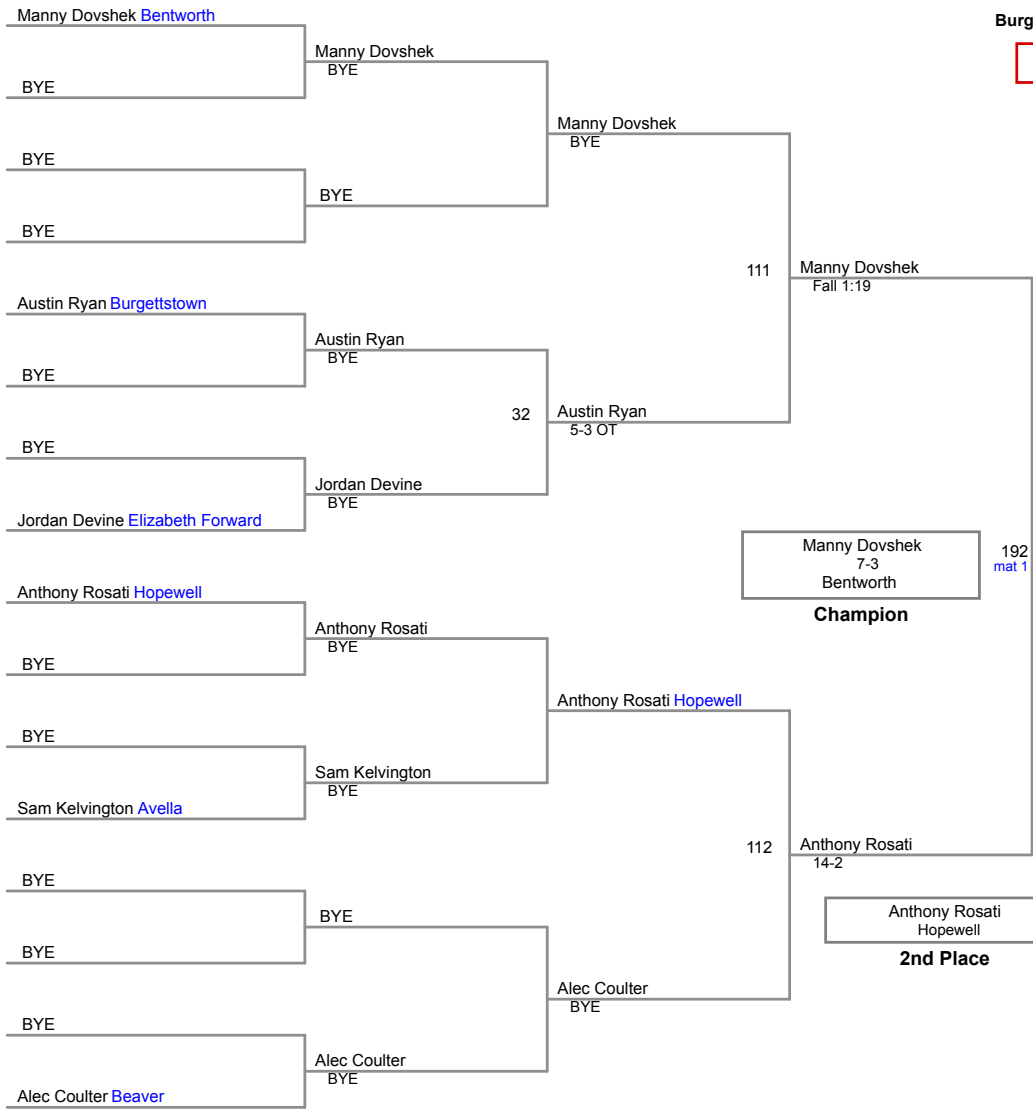 Manny Dovshek Bentworth
BYE
BYE
BYE
Austin Ryan Burgettstown
BYE
BYE
Jordan Devine Elizabeth Forward
Anthony Rosati Hopewell
BYE
BYE
Sam Kelvington Avella
BYE
BYE
BYE
Alec Coulter Beaver
Manny Dovshek
BYE
BYE
Austin Ryan
BYE
Jordan Devine
BYE
Anthony Rosati
BYE
Sam Kelvington
BYE
BYE
Alec Coulter
BYE
Manny Dovshek
BYE
32
Austin Ryan
5-3 OT
Anthony Rosati Hopewell
Alec Coulter
BYE
111
Manny Dovshek
Fall 1:19
112
Anthony Rosati
14-2
Manny Dovshek
7-3
Bentworth
Champion
192
mat 1
Anthony Rosati
Hopewell
2nd Place
Burg